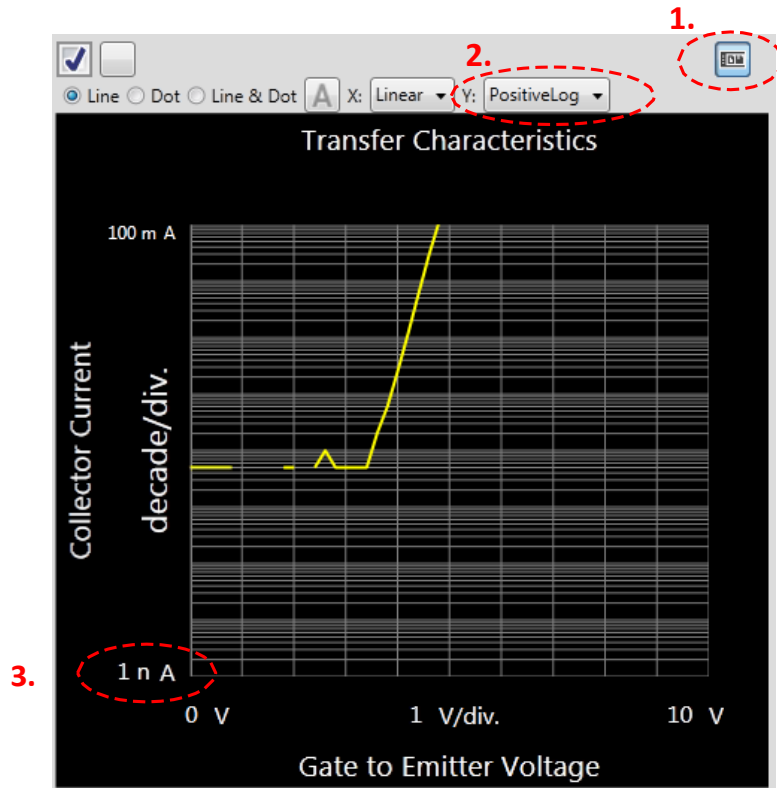 1.
2.
Line Dot Line & Dot A X: Linear Y: PositiveLog
Transfer Characteristics
100 m A
Collector Current
decade/div.
3.
1 n A
0 V 1 V/div. 10 V
Gate to Emitter Voltage